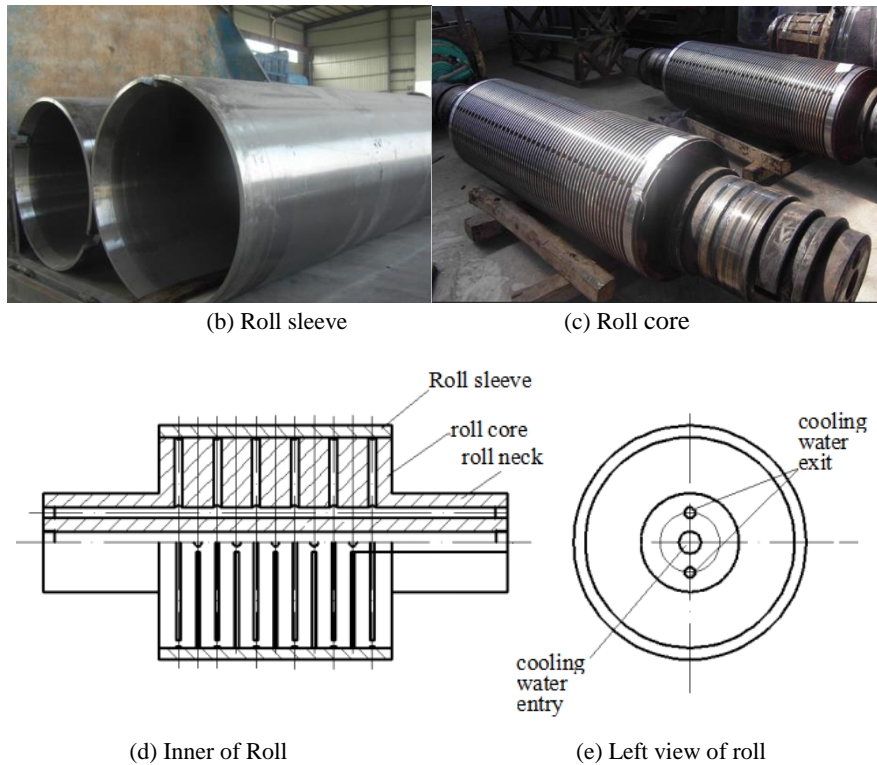 (b) Roll sleeve
(c) Roll core
Roll sleeve
roll core
roll neck
cooling
water
exit
cooling
water
entry
(d) Inner of Roll
(e) Left view of roll